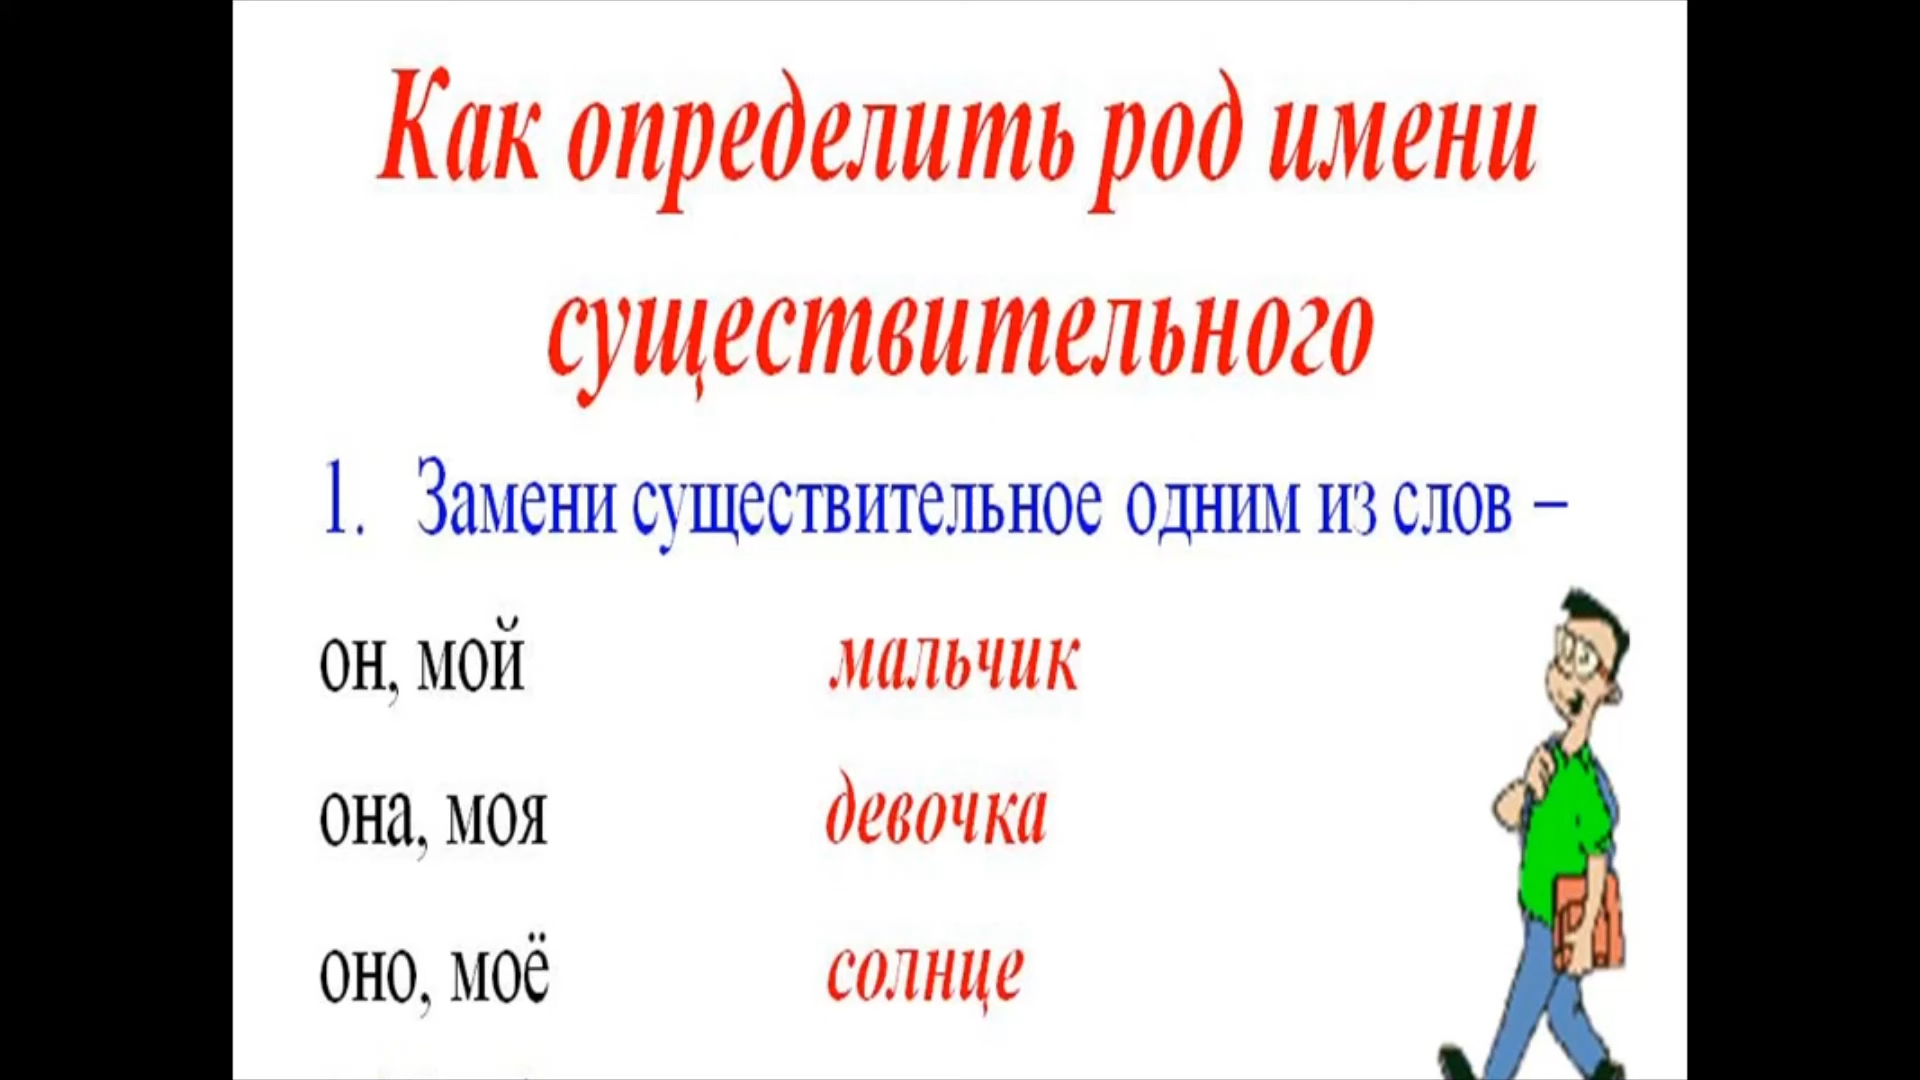 Как определить род имени
существительного
1. Замени существительное одним из слов –
он, мой мальчик
она, моя девочка
оно, моё солнце